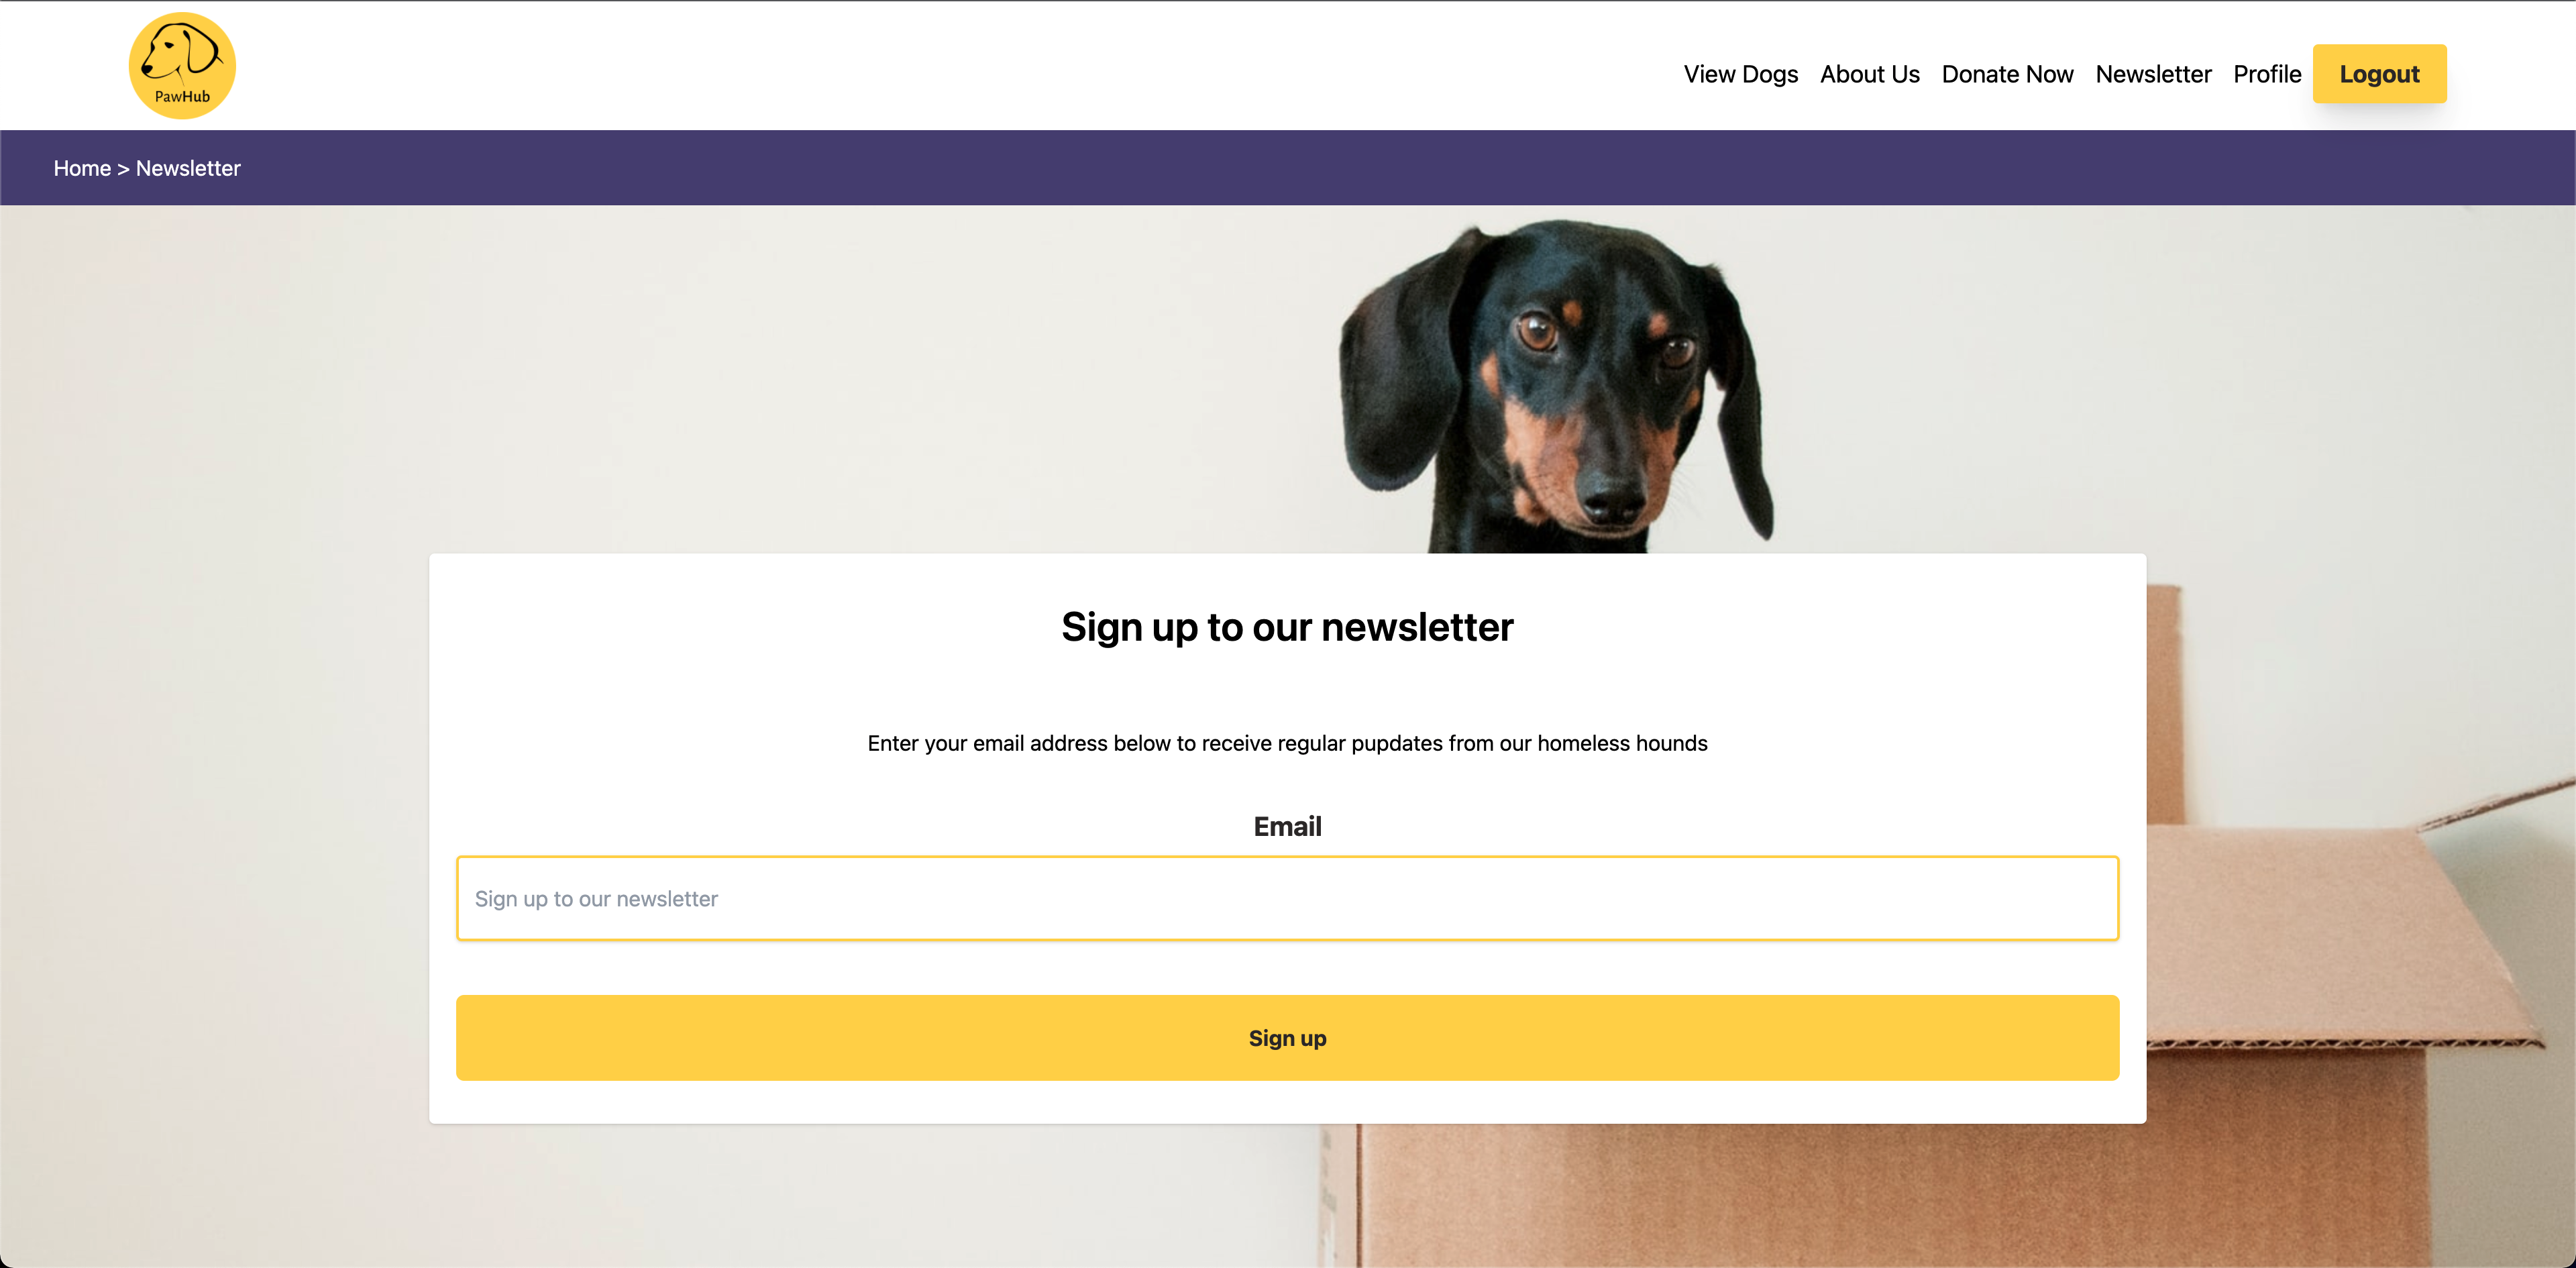 PawHub
View Dogs About Us Donate Now Newsletter Profile Logout
Home > Newsletter
Sign up to our newsletter
Enter your email address below to receive regular pupdates from our homeless hounds
Email
Sign up to our newsletter
Sign up